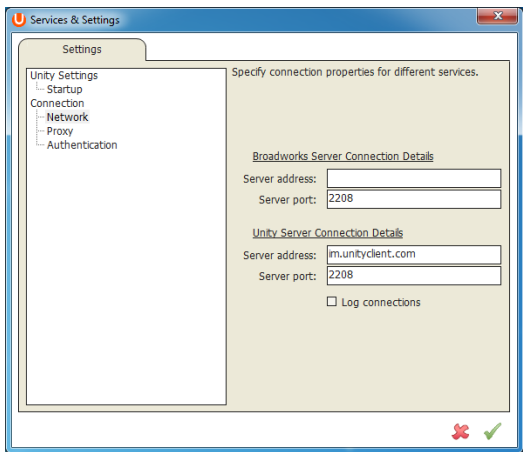 Services & Settings
Settings
Unity Settings
Startup
Connection
Network
Proxy
Authentication
Specify connection properties for different services.
Broadworks Server Connection Details
Server address:
Server port: 2208
Unity Server Connection Details
Server address: im.unityclient.com
Server port: 2208
Log connections